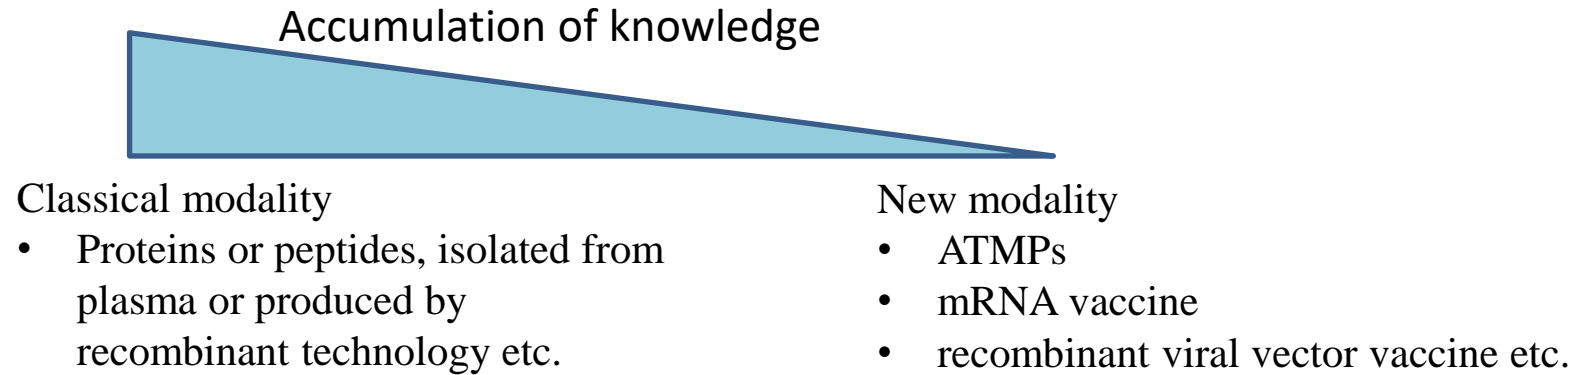 Accumulation of knowledge
Classical modality
• Proteins or peptides, isolated from
plasma or produced by
recombinant technology etc.
New modality
• ATMPs
• mRNA vaccine
• recombinant viral vector vaccine etc.